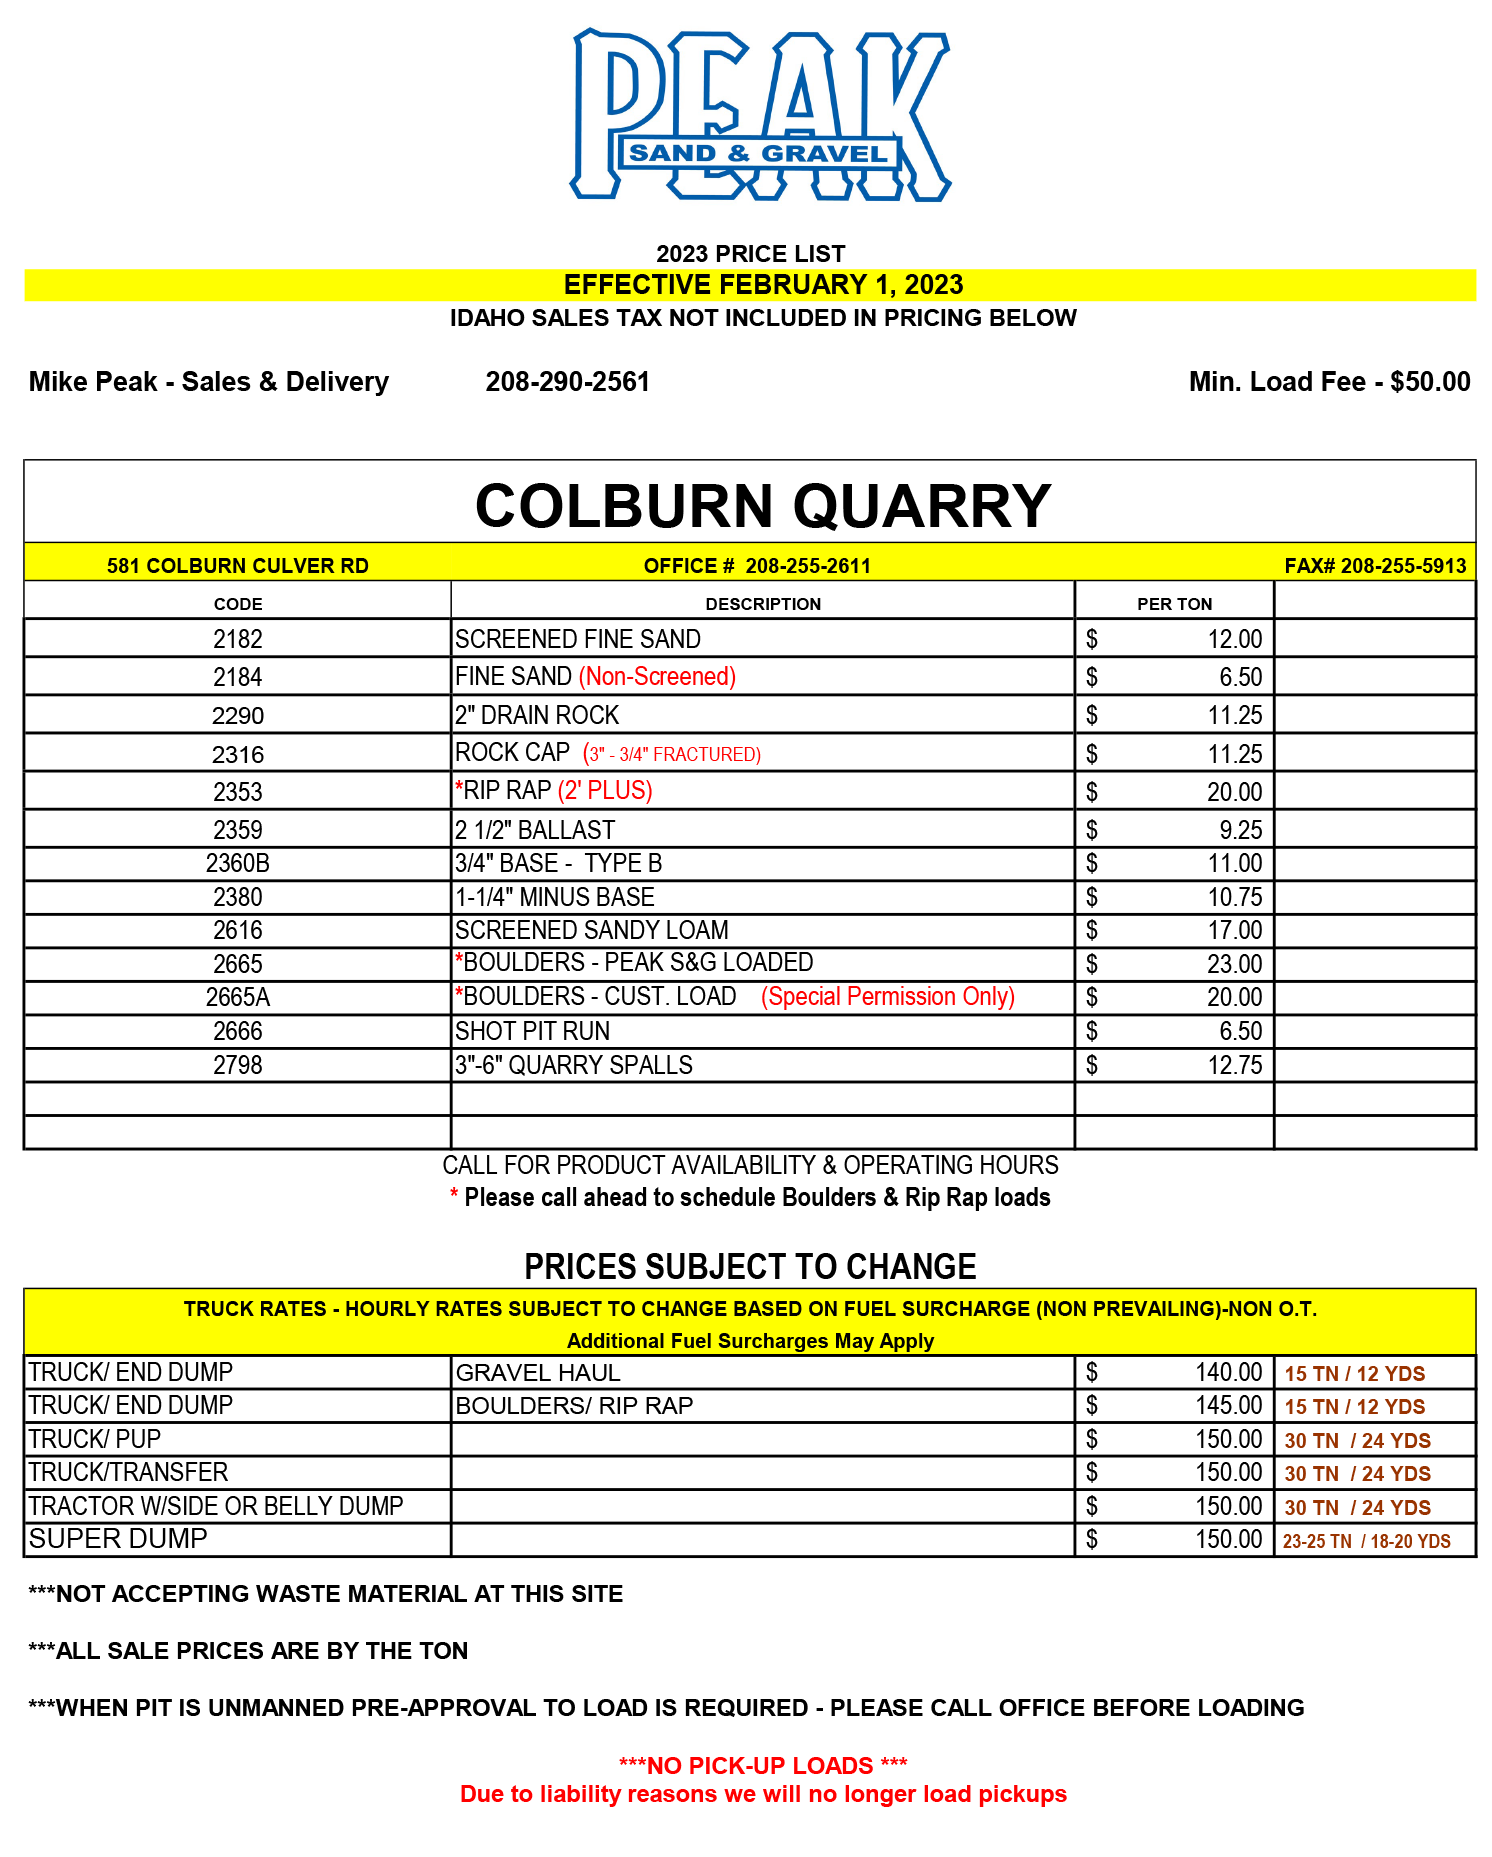 PEAK
SAND & GRAVEL
2023 PRICE LIST
EFFECTIVE FEBRUARY 1, 2023
IDAHO SALES TAX NOT INCLUDED IN PRICING BELOW
Mike Peak - Sales & Delivery 208-290-2561 Min. Load Fee - $50.00
COLBURN QUARRY
581 COLBURN CULVER RD OFFICE # 208-255-2611 FAX# 208-255-5913
CODE DESCRIPTION PER TON
2182 SCREENED FINE SAND $ 12.00
2184 FINE SAND (Non-Screened) $ 6.50
2290 2" DRAIN ROCK $ 11.25
2316 ROCK CAP (3" - 3/4" FRACTURED) $ 11.25
2353 *RIP RAP (2' PLUS) $ 20.00
2359 2 1/2" BALLAST $ 9.25
2360B 3/4" BASE - TYPE B $ 11.00
2380 1-1/4" MINUS BASE $ 10.75
2616 SCREENED SANDY LOAM $ 17.00
2665 *BOULDERS - PEAK S&G LOADED $ 23.00
2665A *BOULDERS - CUST. LOAD (Special Permission Only) $ 20.00
2666 SHOT PIT RUN $ 6.50
2798 3"-6" QUARRY SPALLS $ 12.75
CALL FOR PRODUCT AVAILABILITY & OPERATING HOURS
* Please call ahead to schedule Boulders & Rip Rap loads
PRICES SUBJECT TO CHANGE
TRUCK RATES - HOURLY RATES SUBJECT TO CHANGE BASED ON FUEL SURCHARGE (NON PREVAILING)-NON O.T.
Additional Fuel Surcharges May Apply
TRUCK/ END DUMP GRAVEL HAUL $ 140.00 15 TN / 12 YDS
TRUCK/ END DUMP BOULDERS/ RIP RAP $ 145.00 15 TN / 12 YDS
TRUCK/ PUP $ 150.00 30 TN / 24 YDS
TRUCK/TRANSFER $ 150.00 30 TN / 24 YDS
TRACTOR W/SIDE OR BELLY DUMP $ 150.00 30 TN / 24 YDS
SUPER DUMP $ 150.00 23-25 TN / 18-20 YDS
***NOT ACCEPTING WASTE MATERIAL AT THIS SITE
***ALL SALE PRICES ARE BY THE TON
***WHEN PIT IS UNMANNED PRE-APPROVAL TO LOAD IS REQUIRED - PLEASE CALL OFFICE BEFORE LOADING
***NO PICK-UP LOADS ***
Due to liability reasons we will no longer load pickups